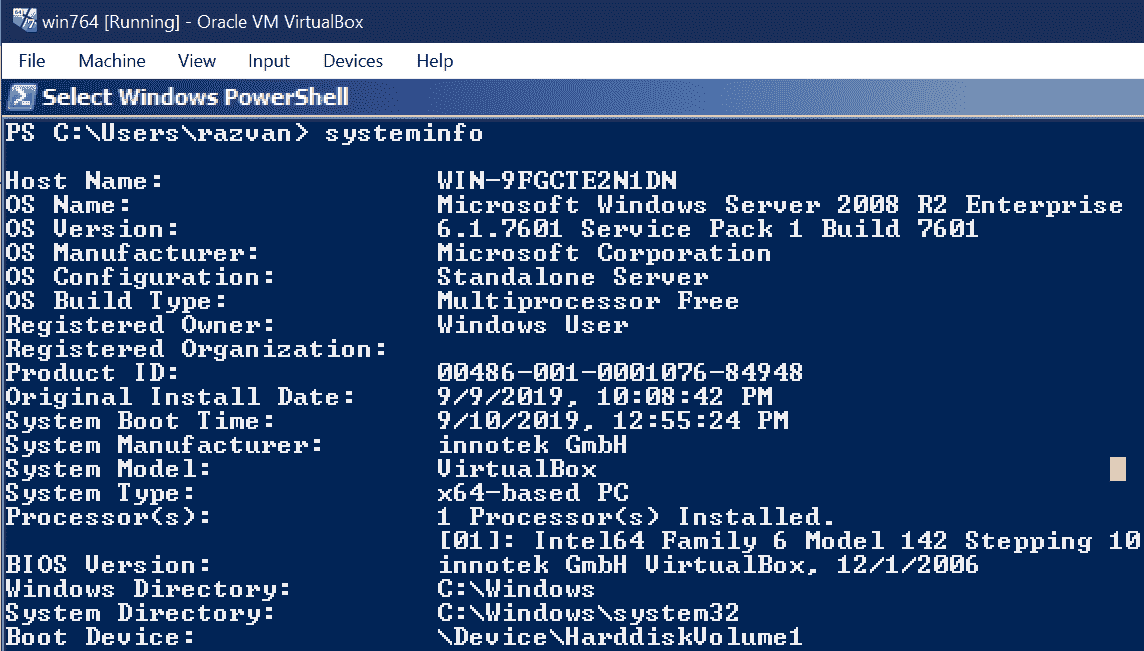 win764 [Running] - Oracle VM VirtualBox
File Machine View Input Devices Help
Select Windows PowerShell
PS C:\Users\razvan> systeminfo
Host Name: WIN-9FGCTE2N1DN
OS Name: Microsoft Windows Server 2008 R2 Enterprise
OS Version: 6.1.7601 Service Pack 1 Build 7601
OS Manufacturer: Microsoft Corporation
OS Configuration: Standalone Server
OS Build Type: Multiprocessor Free
Registered Owner: Windows User
Registered Organization:
Product ID: 00486-001-0001076-84948
Original Install Date: 9/9/2019, 10:08:42 PM
System Boot Time: 9/10/2019, 12:55:24 PM
System Manufacturer: innotek GmbH
System Model: VirtualBox
System Type: x64-based PC
Processor(s): 1 Processor(s) Installed.
[01]: Intel64 Family 6 Model 142 Stepping 10
BIOS Version: innotek GmbH VirtualBox, 12/1/2006
Windows Directory: C:\Windows
System Directory: C:\Windows\system32
Boot Device: \Device\HarddiskVolume1